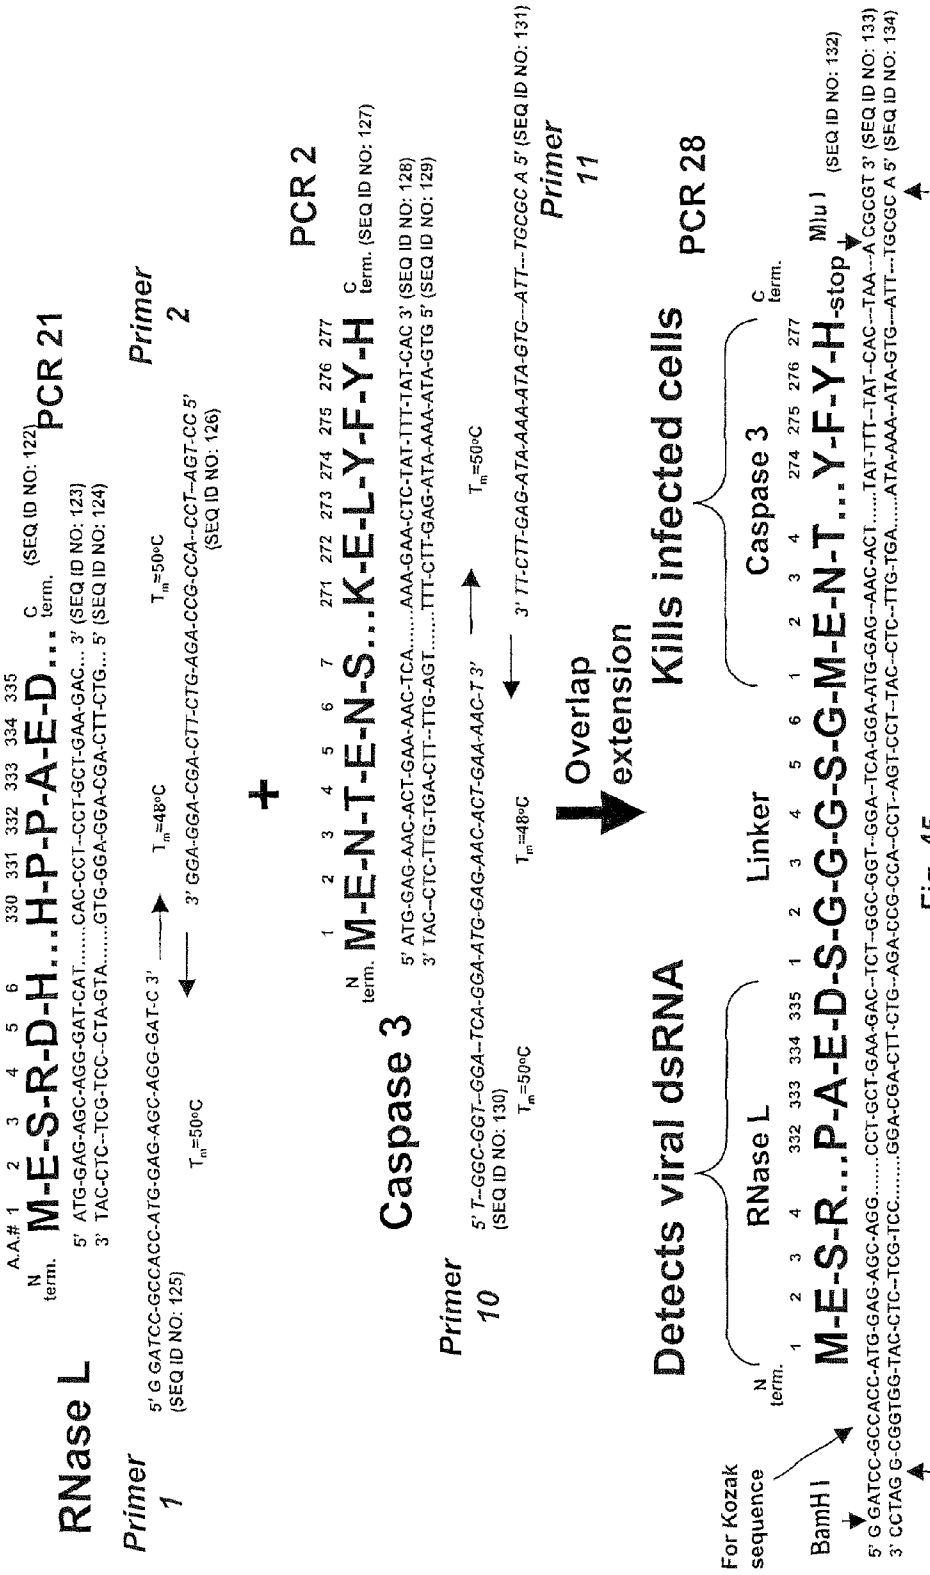 RNase L
A.A.# 1 2 3 4 5 6 330 331 332 333 334 335
N term. M-E-S-R-D-H...H-P-P-A-E-D... C term. (SEQ ID NO: 122)
PCR 21
5' ATG-GAG-AGC-AGG-GAT-CAT......CAC-CCT--CCT-GCT-GAA-GAC... 3' (SEQ ID NO: 123)
3' TAC-CTC--TCG-TCC--CTA-GTA......GTG-GGA-GGA-CGA-CTT-CTG... 5' (SEQ ID NO: 124)
Primer 1
5' G GATCC-GCCACC-ATG-GAG-AGC-AGG-GAT-C 3'
(SEQ ID NO: 125)
Tm=48ºC
Tm=50ºC
Primer 2
Tm=50ºC
3' GGA-GGA-CGA-CTT-CTG-AGA-CCG-CCA--CCT--AGT-CC 5'
(SEQ ID NO: 126)
+
PCR 2
Caspase 3
1 2 3 4 5 6 7 271 272 273 274 275 276 277
N term. M-E-N-T-E-N-S...K-E-L-Y-F-Y-H C term. (SEQ ID NO: 127)
5' ATG-GAG-AAC-ACT-GAA-AAC-TCA......AAA-GAA-CTC-TAT-TTT-TAT-CAC 3' (SEQ ID NO: 128)
3' TAC--CTC-TTG-TGA-CTT--TTG-AGT......TTT-CTT-GAG-ATA-AAA-ATA-GTG 5' (SEQ ID NO: 129)
Primer 10
5' T--GGC-GGT--GGA--TCA-GGA-ATG-GAG-AAC-ACT-GAA-AAC-T 3'
(SEQ ID NO: 130)
Tm=50ºC
Tm=48ºC
Tm=50ºC
3' TT-CTT-GAG-ATA-AAA-ATA-GTG---ATT---TGCGC A 5' (SEQ ID NO: 131)
Primer 11
Overlap extension
PCR 28
Detects viral dsRNA
Kills infected cells
RNase L
Linker
Caspase 3
For Kozak sequence
BamH I
N term.
1 2 3 4 332 333 334 335 1 2 3 4 5 6 1 2 3 4 274 275 276 277
C term.
M-E-S-R...P-A-E-D-S-G-G-G-S-G-M-E-N-T...Y-F-Y-H-stop
Mlu I
(SEQ ID NO: 132)
5' G GATCC-GCCACC-ATG-GAG-AGC-AGG......CCT-GCT-GAA-GAC--TCT--GGC-GGT--GGA--TCA-GGA-ATG-GAG--AAC-ACT......TAT-TTT--TAT-CAC--TAA---A CGCGT 3' (SEQ ID NO: 133)
3' CCTAG G-CGGTGG-TAC-CTC--TCG-TCC........GGA-CGA-CTT-CTG--AGA-CCG-CCA--CCT--AGT-CCT--TAC--CTC--TTG-TGA......ATA-AAA--ATA-GTG---ATT---TGCGC A 5' (SEQ ID NO: 134)